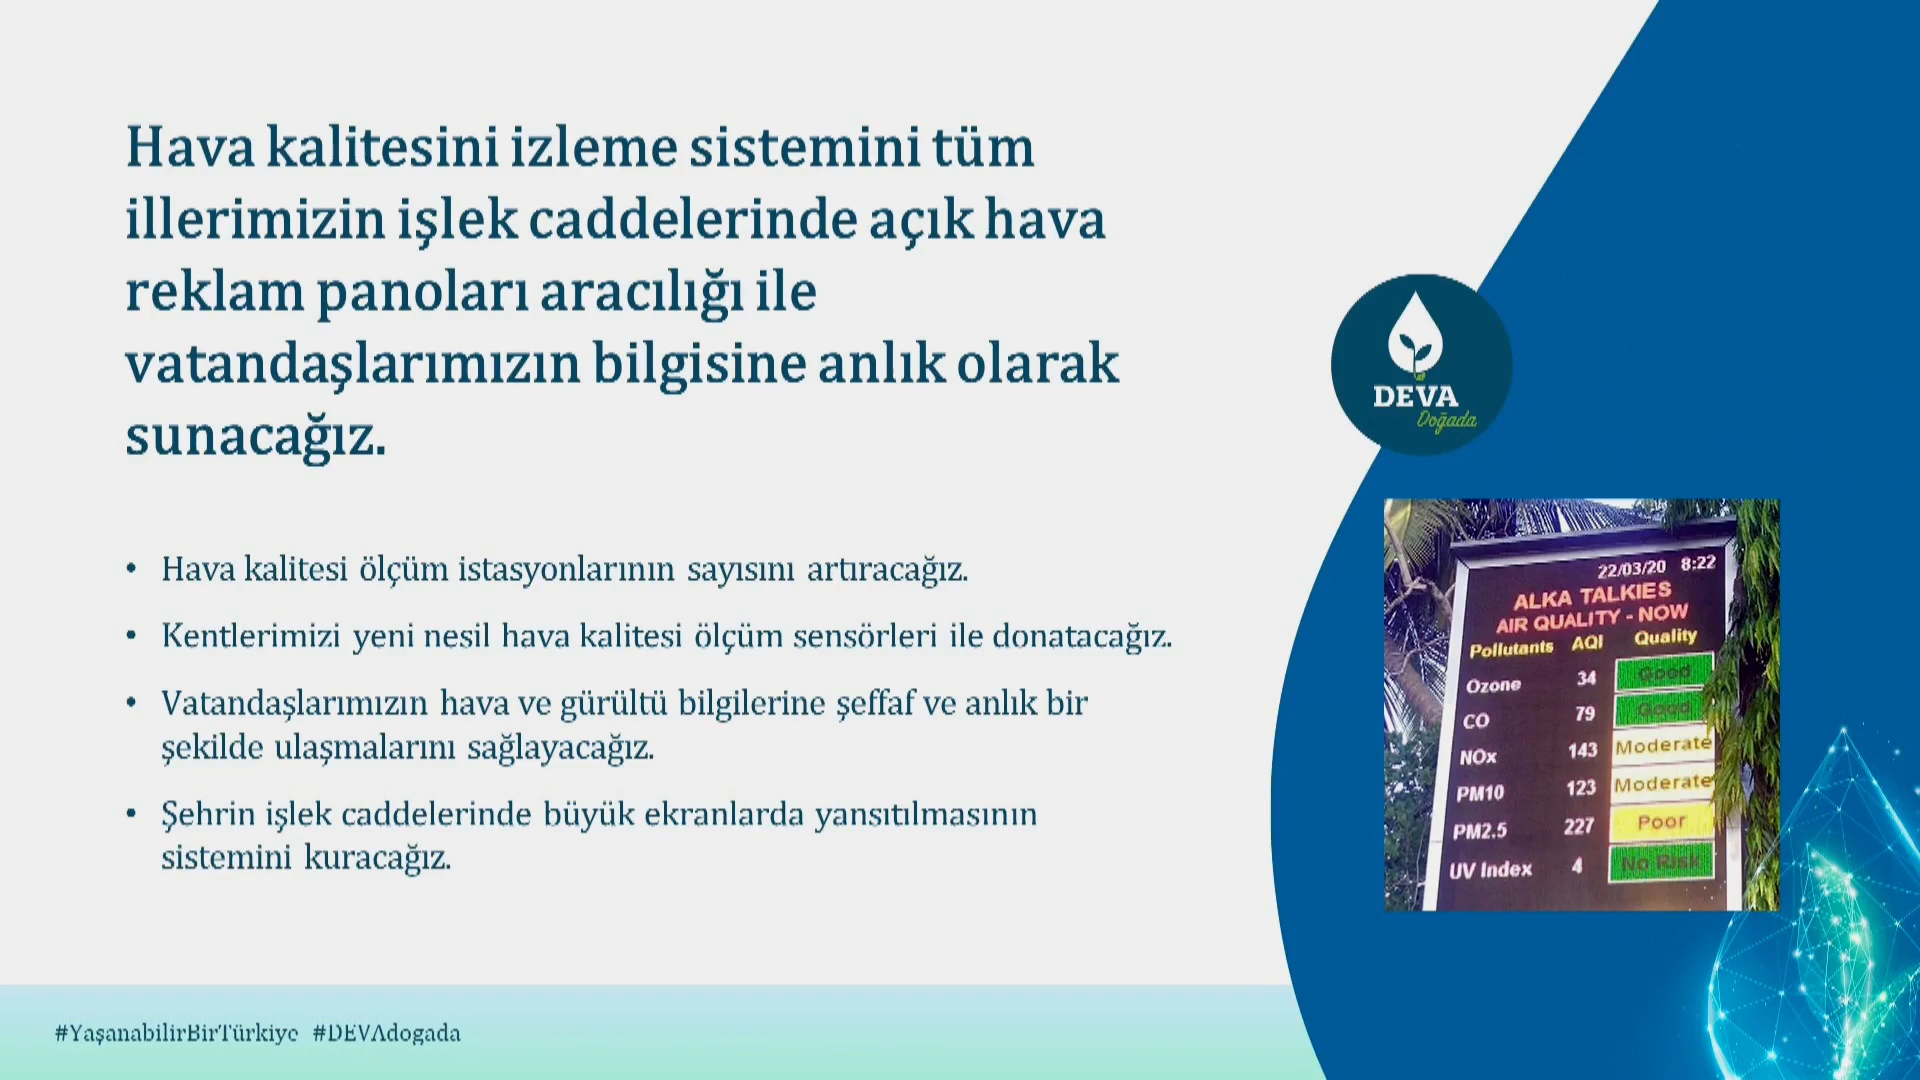 Hava kalitesini izleme sistemini tüm
illerimizin işlek caddelerinde açık hava
reklam panoları aracılığı ile
vatandaşlarımızın bilgisine anlık olarak
sunacağız.
• Hava kalitesi ölçüm istasyonlarının sayısını artıracağız.
• Kentlerimizi yeni nesil hava kalitesi ölçüm sensörleri ile donatacağız.
• Vatandaşlarımızın hava ve gürültü bilgilerine şeffaf ve anlık bir
şekilde ulaşmalarını sağlayacağız.
• Şehrin işlek caddelerinde büyük ekranlarda yansıtılmasının
sistemini kuracağız.
DEVA
Doğada
22/03/20 8:22
ALKA TALKIES
AIR QUALITY - NOW
Pollutants AQI Quality
Ozone 34 Good
CO 79 Good
NOx 143 Moderate
PM10 123 Moderate
PM2.5 227 Poor
UV Index 4 No Risk
#YaşanabilirBirTürkiye #DEVAdogada